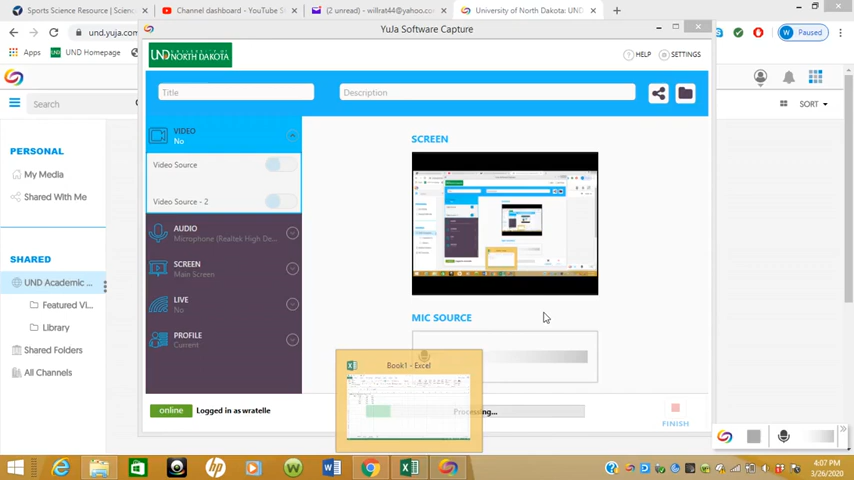 Sports Science Resource | Scienc
Channel dashboard - YouTube S
(2 unread) - willrat44@yahoo.co
University of North Dakota: UND
YuJa Software Capture
und.yuja.com
Paused
Apps
UND Homepage
UNIVERSITY OF
UND NORTH DAKOTA
HELP
SETTINGS
Search
Title
Description
SORT
VIDEO
No
Video Source
Video Source - 2
AUDIO
Microphone (Realtek High De...
SCREEN
Main Screen
LIVE
No
PROFILE
Current
PERSONAL
My Media
Shared With Me
SHARED
UND Academic ...
Featured Vi...
Library
Shared Folders
All Channels
SCREEN
MIC SOURCE
Book1 - Excel
Processing...
online
Logged in as wratelle
FINISH
4:07 PM
3/26/2020